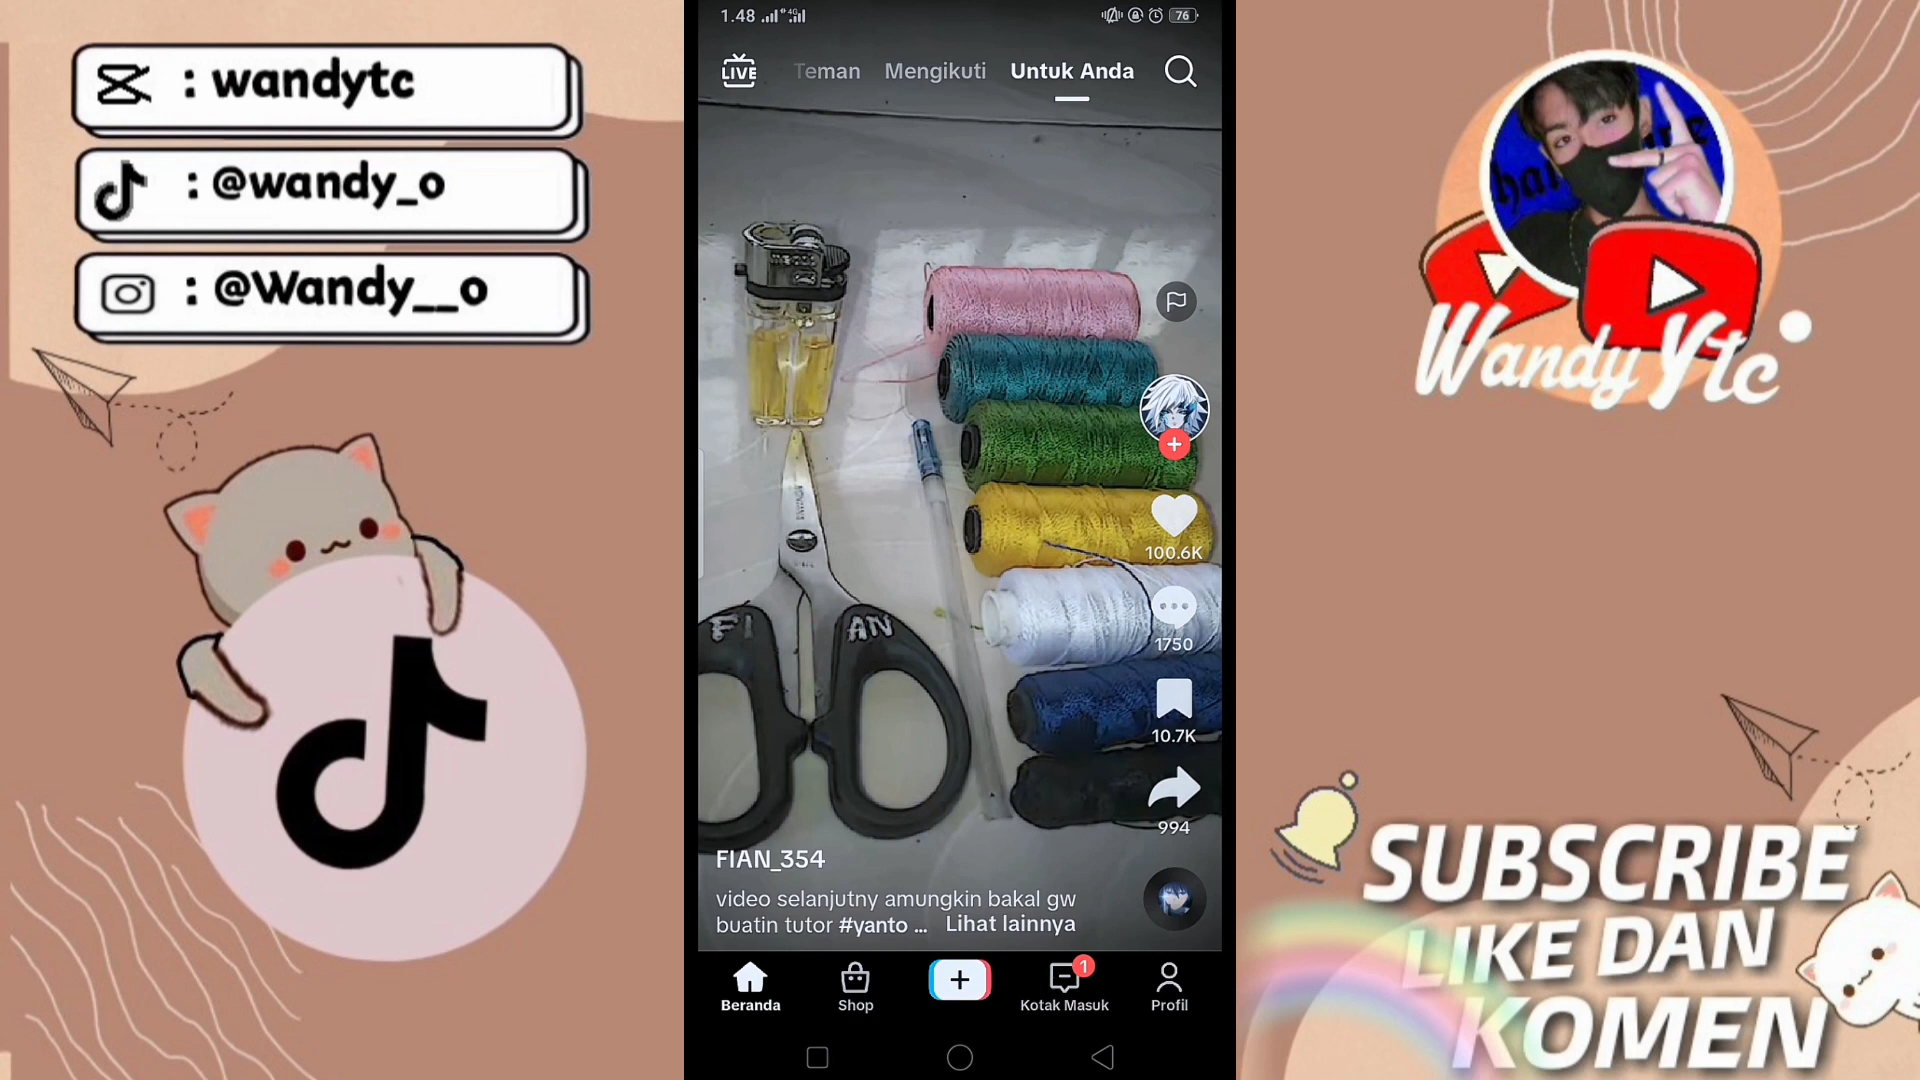 : wandytc
: @wandy_o
: @Wandy__o
1.48
4G
76
LIVE
Teman
Mengikuti
Untuk Anda
FI
AN
100.6K
1750
10.7K
994
FIAN_354
video selanjutny amungkin bakal gw
buatin tutor #yanto ... Lihat lainnya
Beranda
Shop
1
Kotak Masuk
Profil
Wandy Ytc
SUBSCRIBE
LIKE DAN
KOMEN